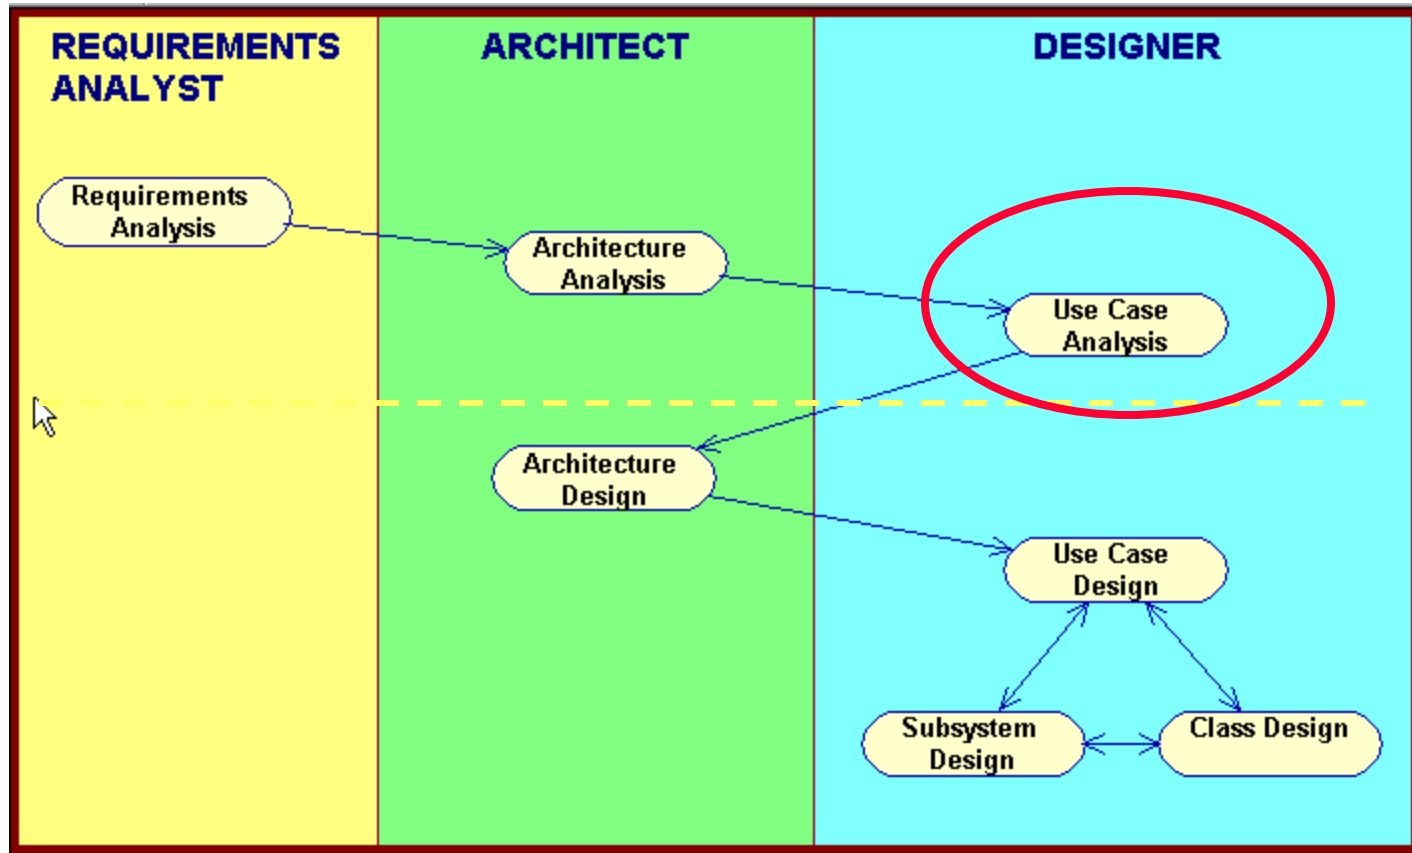 REQUIREMENTS
ANALYST
ARCHITECT
DESIGNER
Requirements
Analysis
Architecture
Analysis
Use Case
Analysis
Architecture
Design
Use Case
Design
Subsystem
Design
Class Design